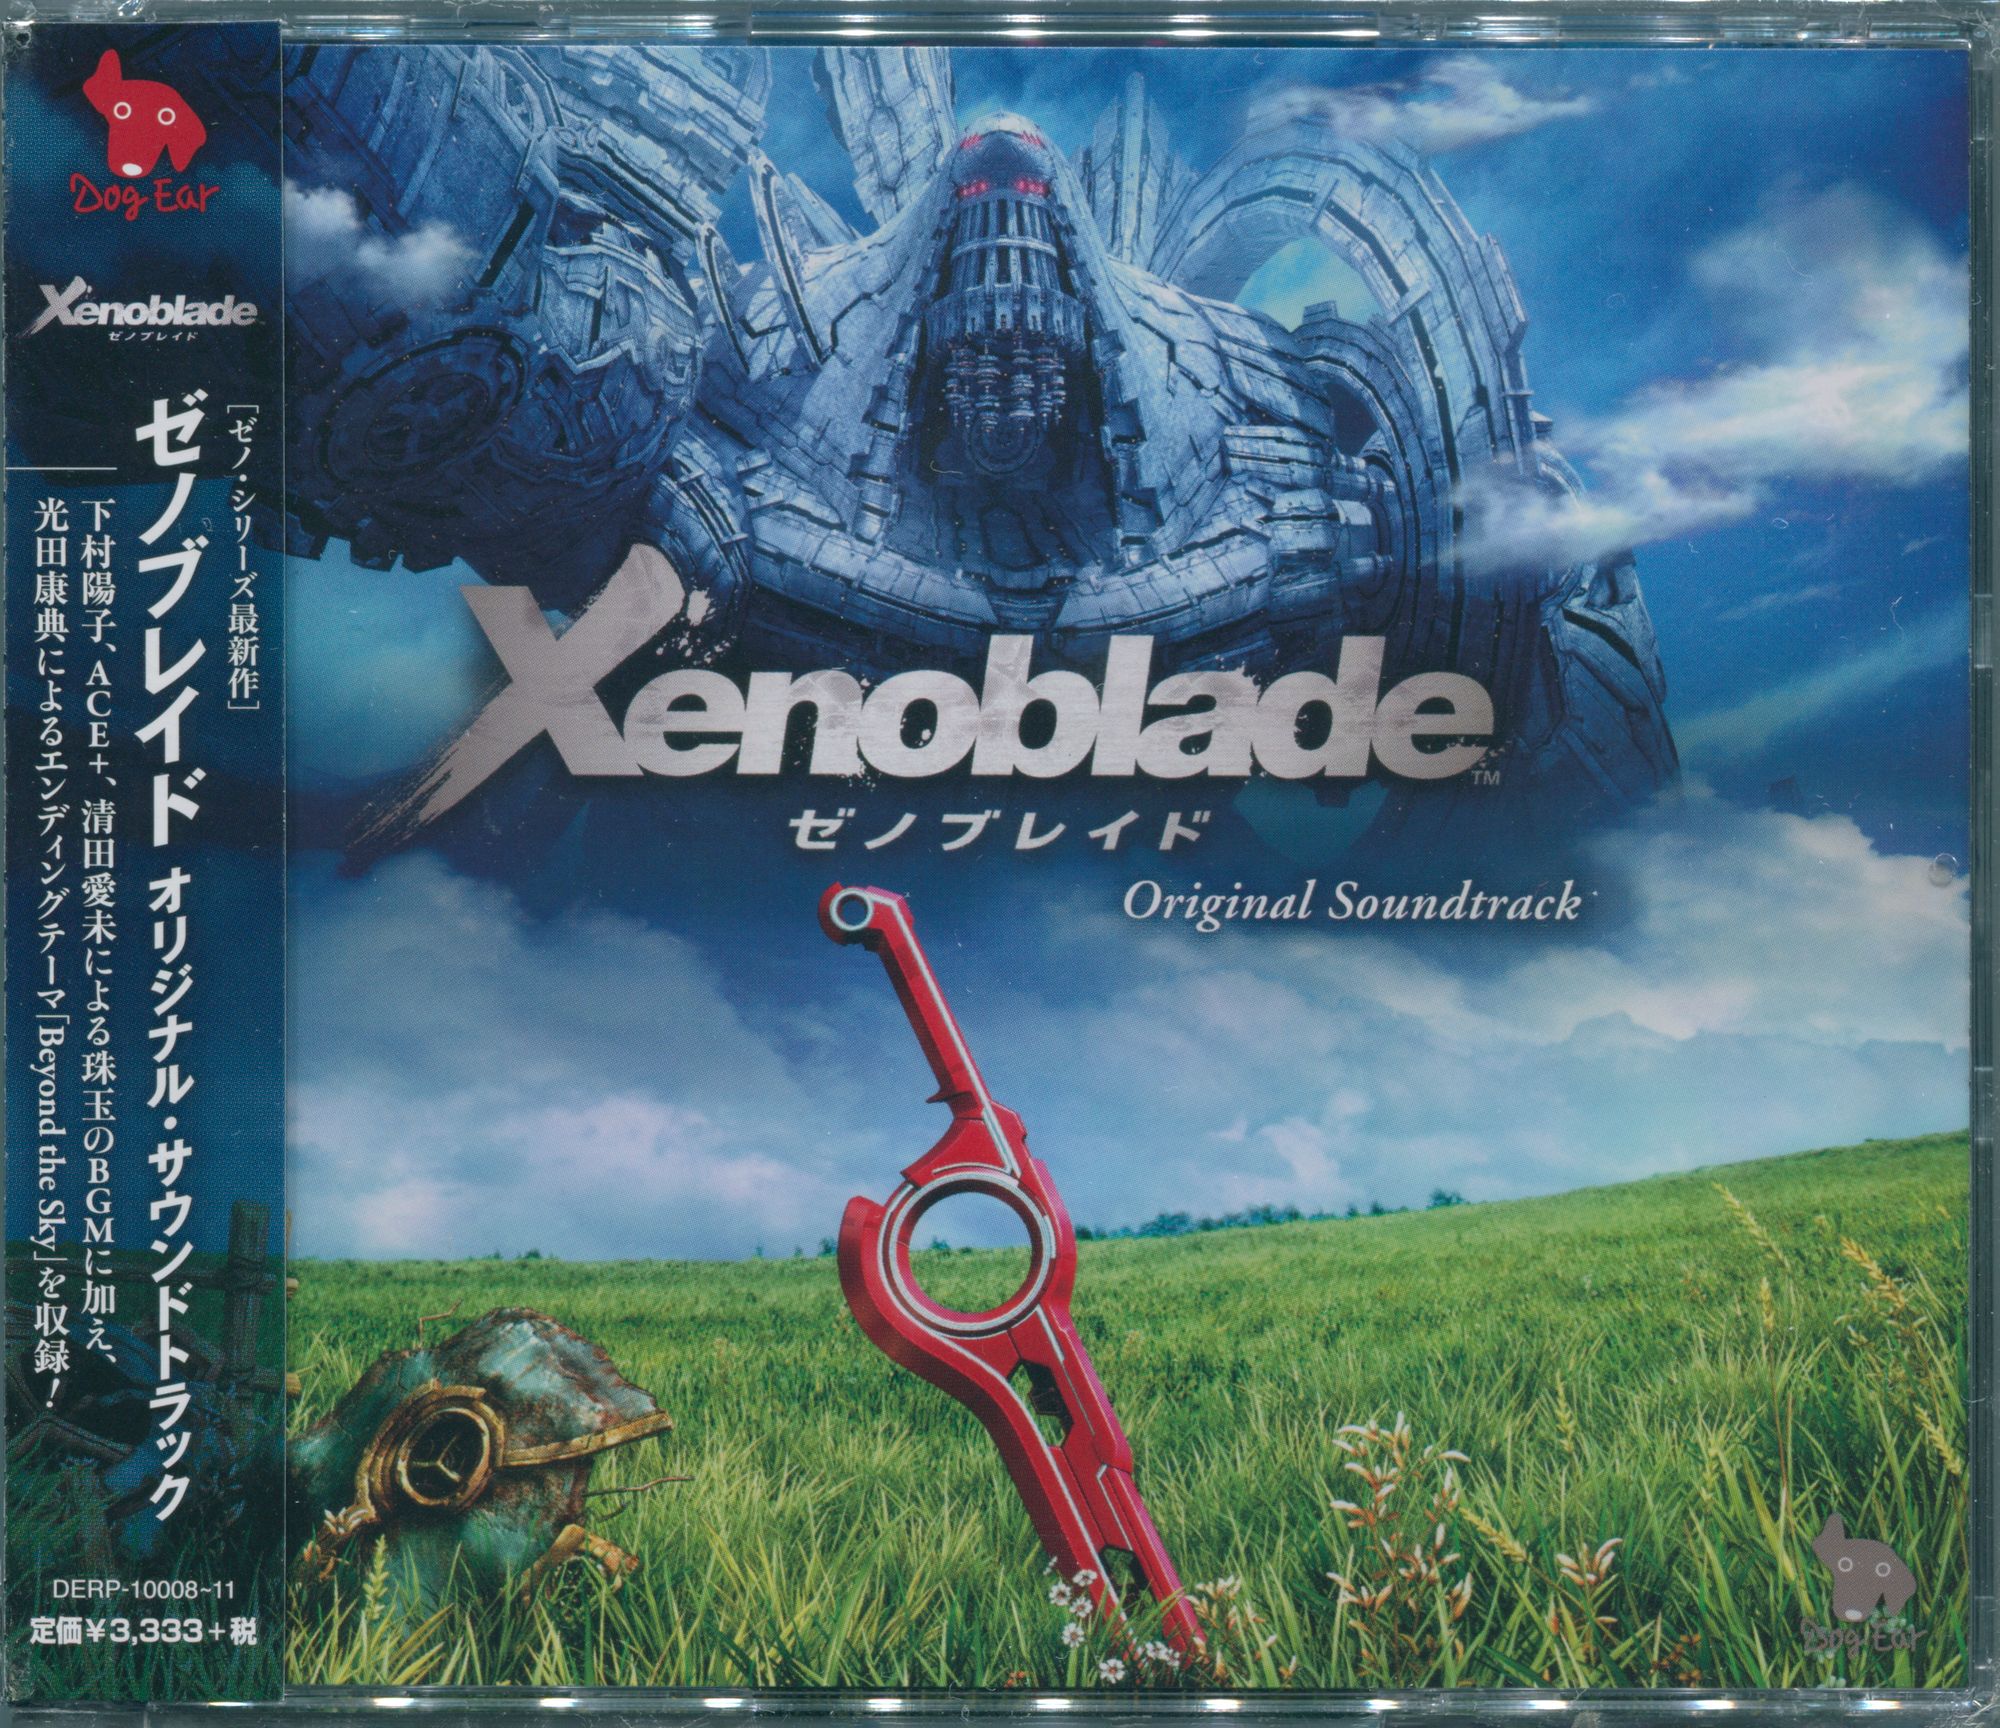 Dog Ear
Xenoblade
ゼノブレイド
[ゼノ・シリーズ最新作]
ゼノブレイド オリジナル・サウンドトラック
下村陽子、ACE+、清田愛未による珠玉のBGMに加え、
光田康典によるエンディングテーマ「Beyond the Sky」を収録！
DERP-10008~11
定価¥3,333+税
Xenoblade™
ゼノブレイド
Original Soundtrack
Dog Ear